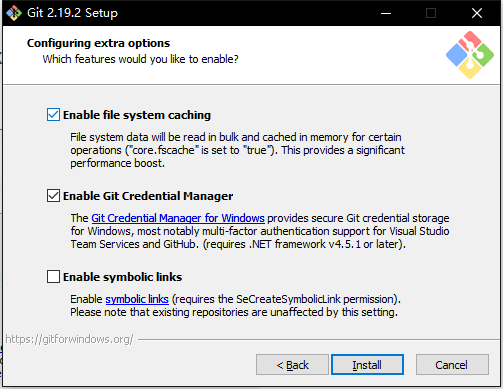 Git 2.19.2 Setup
Configuring extra options
Which features would you like to enable?
Enable file system caching
File system data will be read in bulk and cached in memory for certain
operations ("core.fscache" is set to "true"). This provides a significant
performance boost.
Enable Git Credential Manager
The Git Credential Manager for Windows provides secure Git credential storage
for Windows, most notably multi-factor authentication support for Visual Studio
Team Services and GitHub. (requires .NET framework v4.5.1 or later).
Enable symbolic links
Enable symbolic links (requires the SeCreateSymbolicLink permission).
Please note that existing repositories are unaffected by this setting.
https://gitforwindows.org/
< Back Install Cancel